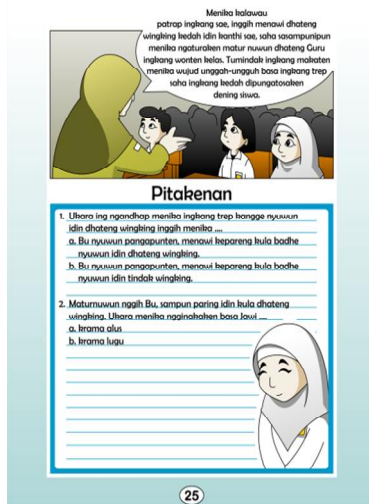 Menika kalawau
patrap ingkang sae, inggih menawi dhateng
wingking kedah idin kanthi sae, saha sasampunipun
menika ngaturaken matur nuwun dhateng Guru
ingkang wonten kelas. Tumindak ingkang makaten
menika wujud unggah-ungguh basa ingkang trep
saha ingkang kedah dipungatosaken
dening siswa.
Pitakenan
1. Ukara ing ngandhap menika ingkang trep kangge nyuwun
idin dhateng wingking inggih menika ....
a. Bu nyuwun pangapunten, menawi kepareng kula badhe
nyuwun idin dhateng wingking.
b. Bu nyuwun pangapunten, menawi kepareng kula badhe
nyuwun idin tindak wingking.
2. Maturnuwun nggih Bu, sampun paring idin kula dhateng
wingking. Ukara menika ngginakaken basa Jawi ....
a. krama alus
b. krama lugu
25